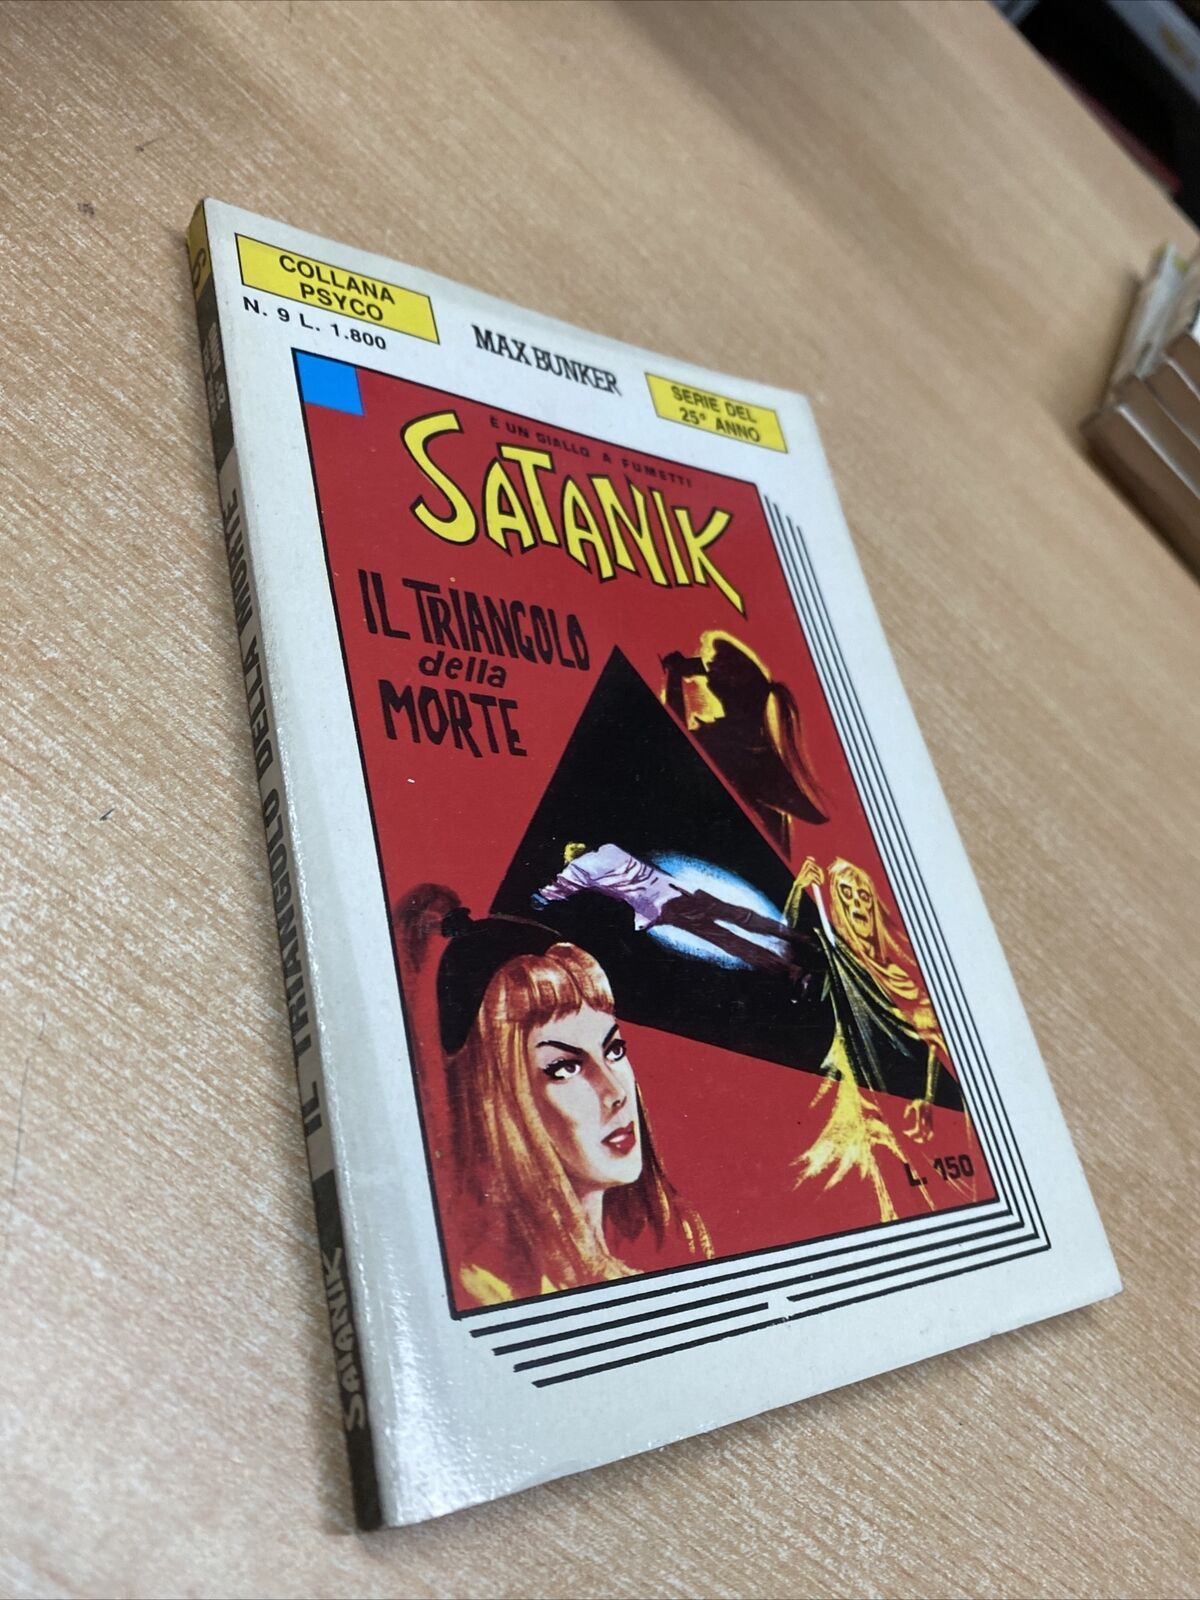 COLLANA
PSYCO
N. 9 L. 1.800
MAX BUNKER
SERIE DEL
25° ANNO
È UN GIALLO A FUMETTI
SATANIK
IL TRIANGOLO
della
MORTE
L. 150
SATANIK IL TRIANGOLO DELLA MORTE